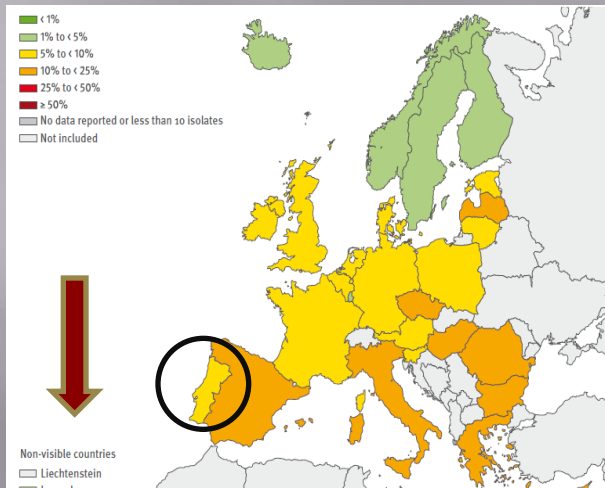 < 1%
1% to < 5%
5% to < 10%
10% to < 25%
25% to < 50%
≥ 50%
No data reported or less than 10 isolates
Not included
Non-visible countries
Liechtenstein